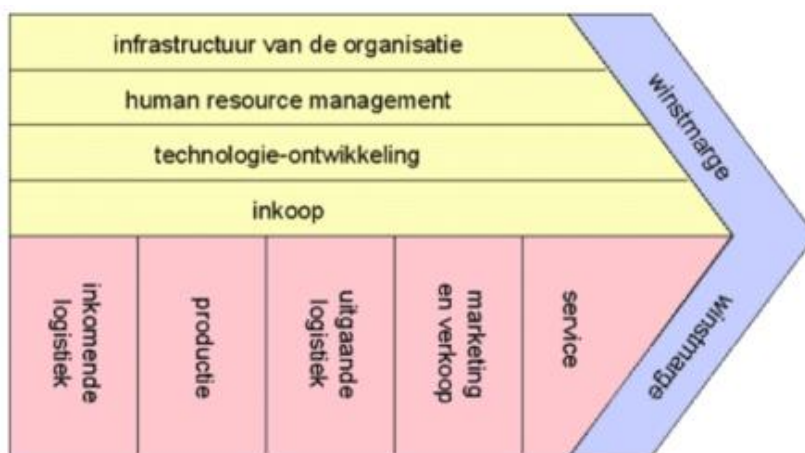 infrastructuur van de organisatie
human resource management
technologie-ontwikkeling
inkoop
winstmarge
inkomende
logistiek
productie
uitgaande
logistiek
marketing
en verkoop
service
winstmarge